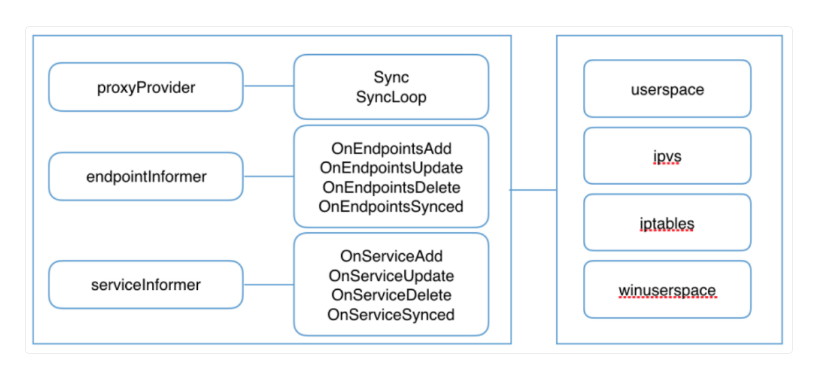 proxyProvider
Sync
SyncLoop
endpointInformer
OnEndpointsAdd
OnEndpointsUpdate
OnEndpointsDelete
OnEndpointsSynced
serviceInformer
OnServiceAdd
OnServiceUpdate
OnServiceDelete
OnServiceSynced
userspace
ipvs
iptables
winuserspace